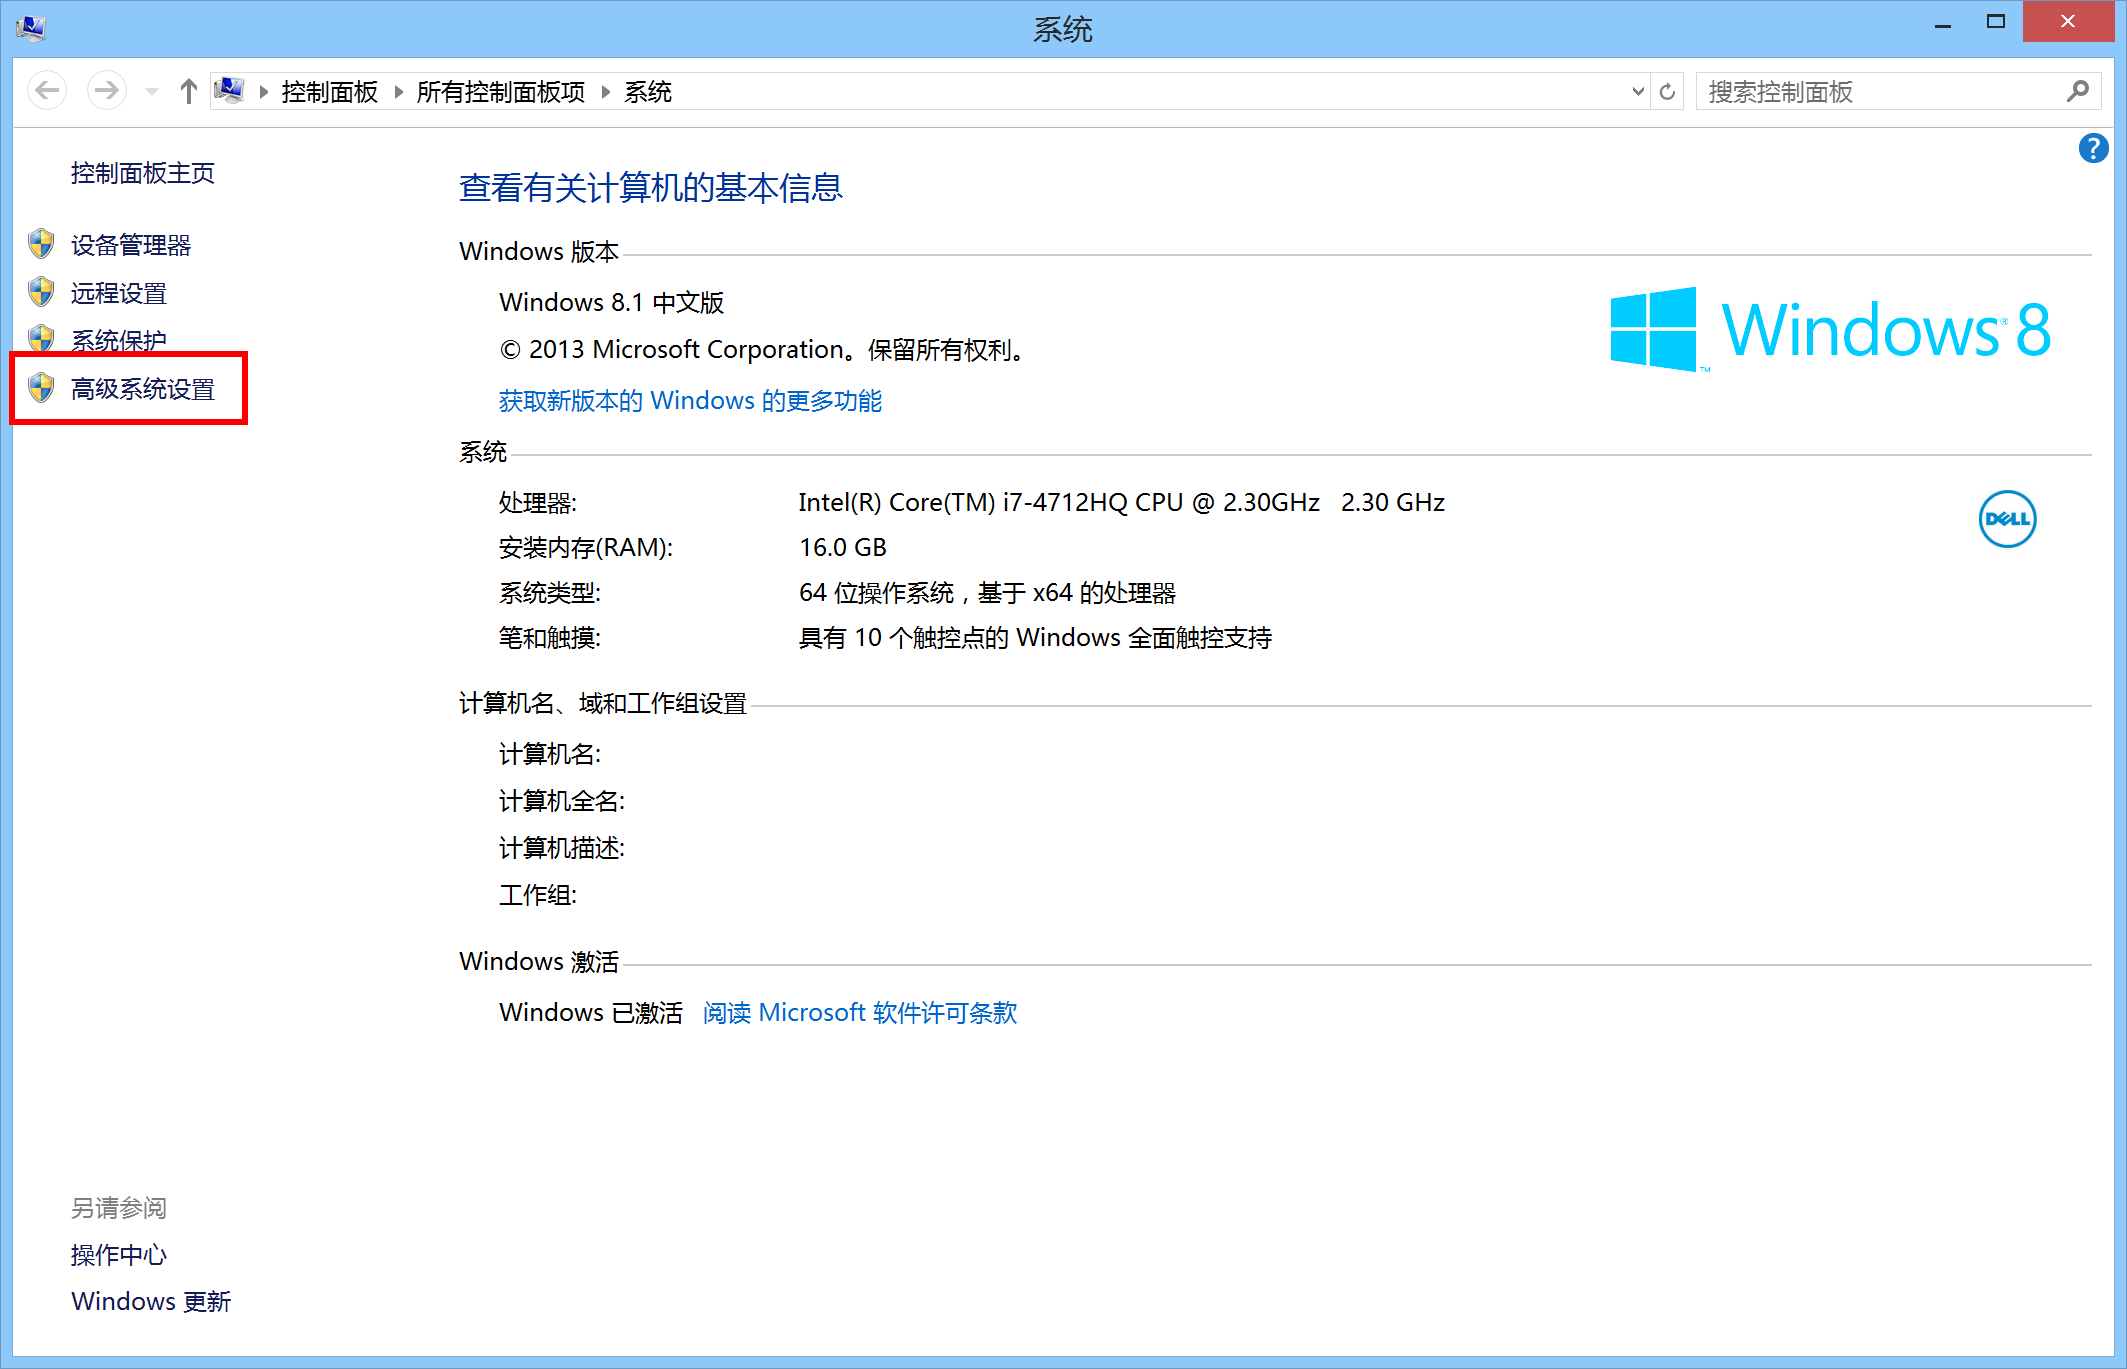 系统
控制面板 所有控制面板项 系统
搜索控制面板
控制面板主页
设备管理器
远程设置
系统保护
高级系统设置
另请参阅
操作中心
Windows 更新
查看有关计算机的基本信息
Windows 版本
Windows 8.1 中文版
© 2013 Microsoft Corporation。保留所有权利。
获取新版本的 Windows 的更多功能
Windows® 8
™
系统
处理器: Intel(R) Core(TM) i7-4712HQ CPU @ 2.30GHz 2.30 GHz
安装内存(RAM): 16.0 GB
系统类型: 64 位操作系统，基于 x64 的处理器
笔和触摸: 具有 10 个触控点的 Windows 全面触控支持
DELL
计算机名、域和工作组设置
计算机名:
计算机全名:
计算机描述:
工作组:
Windows 激活
Windows 已激活 阅读 Microsoft 软件许可条款